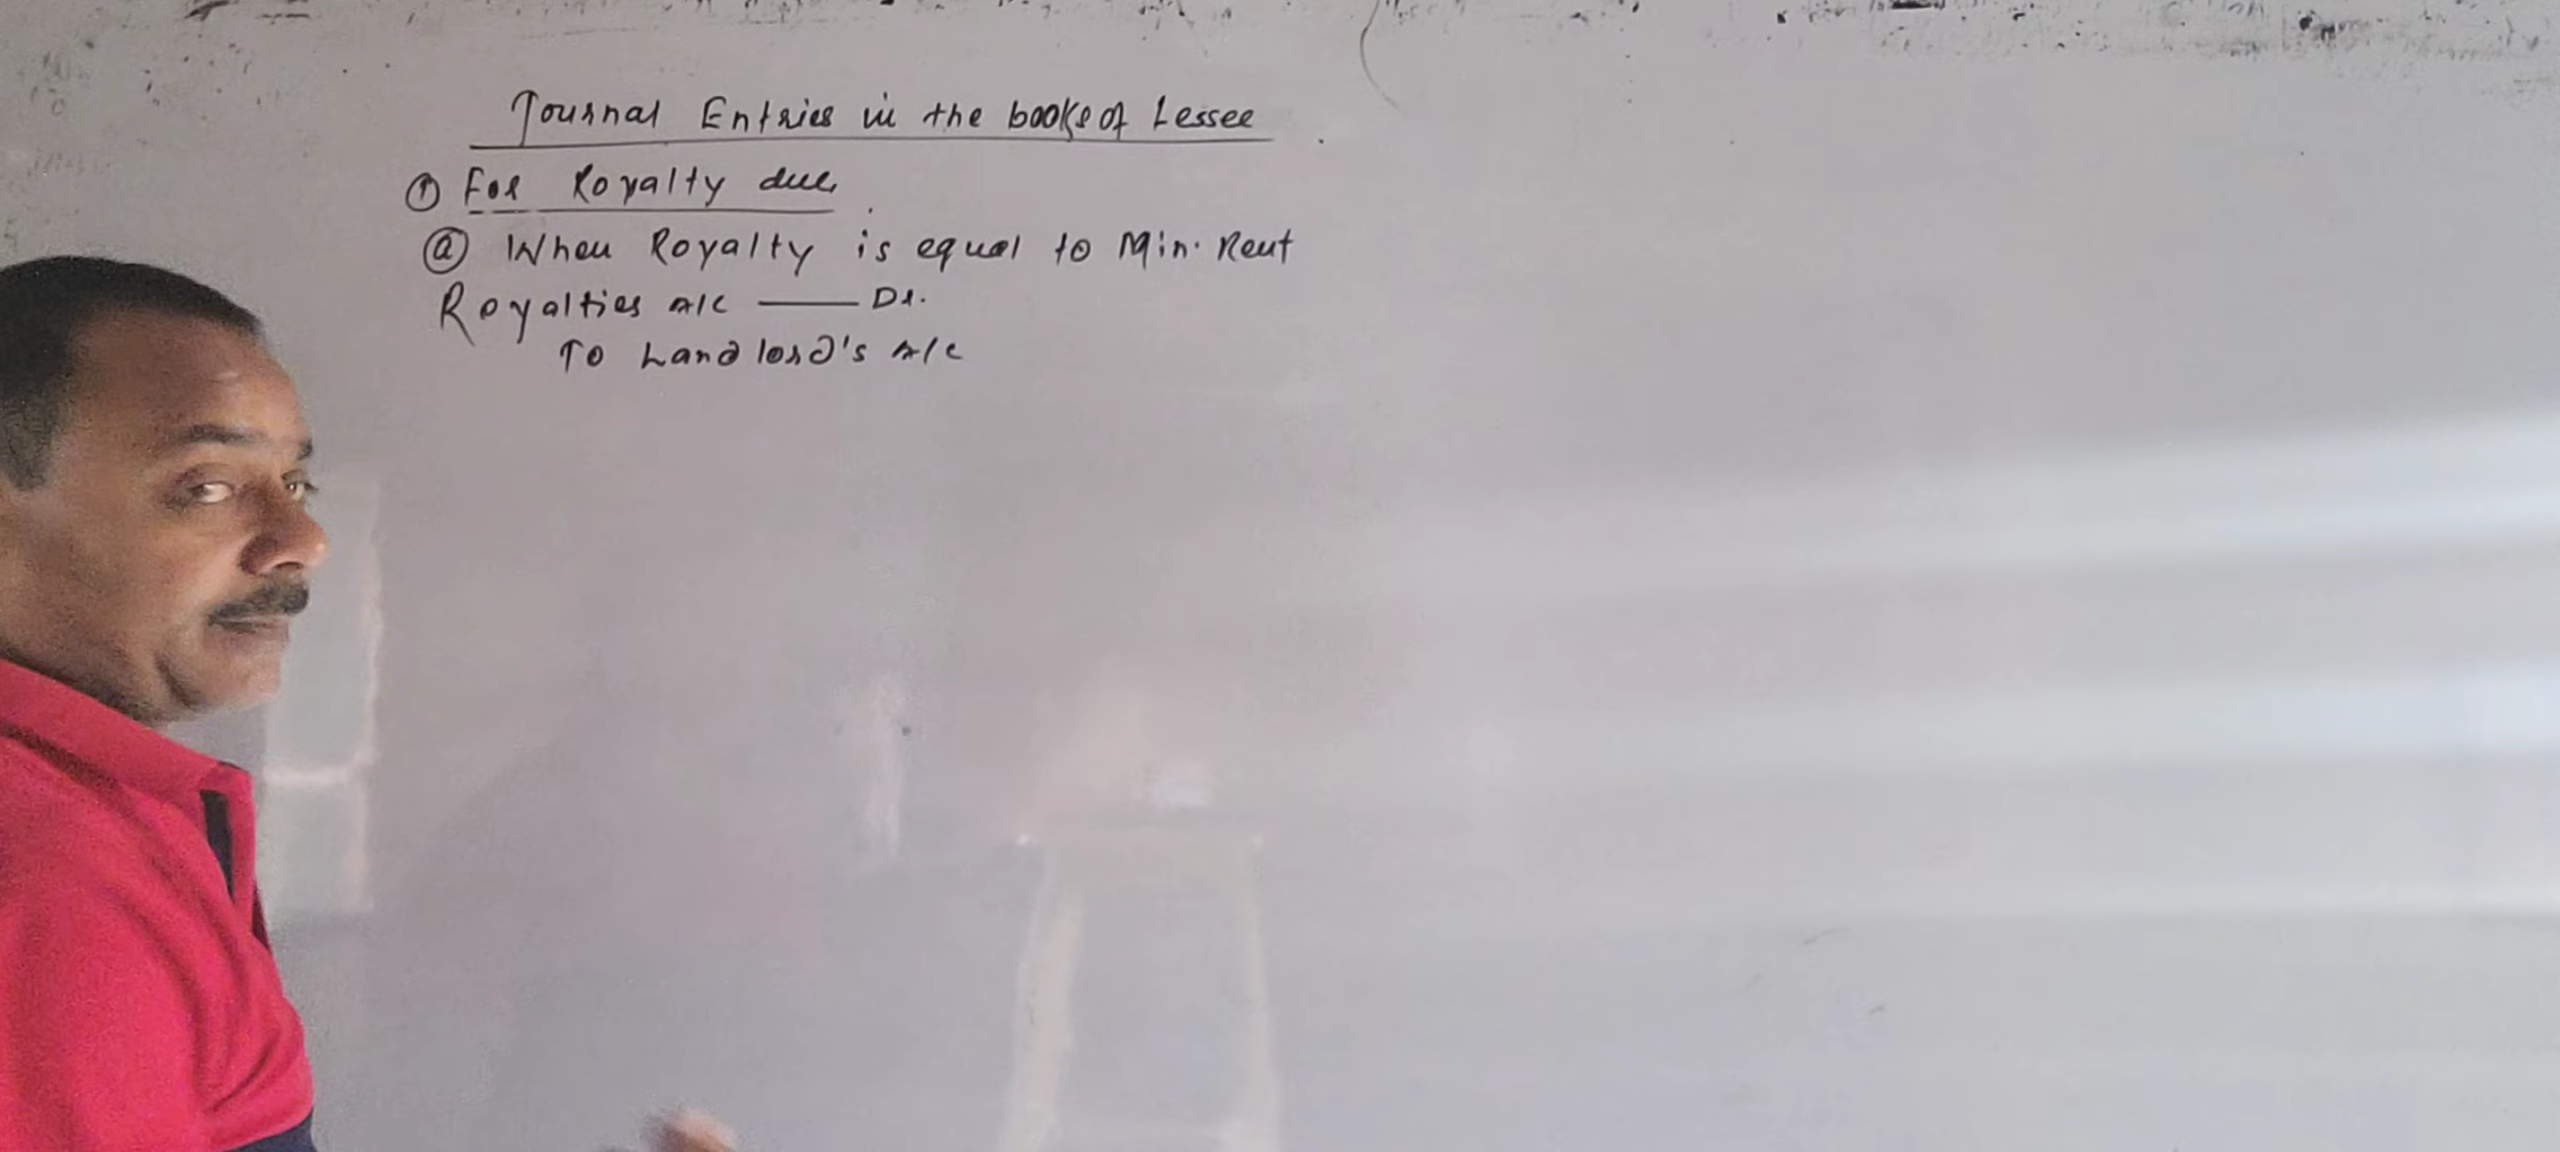 Journal Entries in the books of Lessee
① For Royalty due
ⓐ When Royalty is equal to Min. Rent
Royalties A/c —— Dr.
To Landlord's A/c